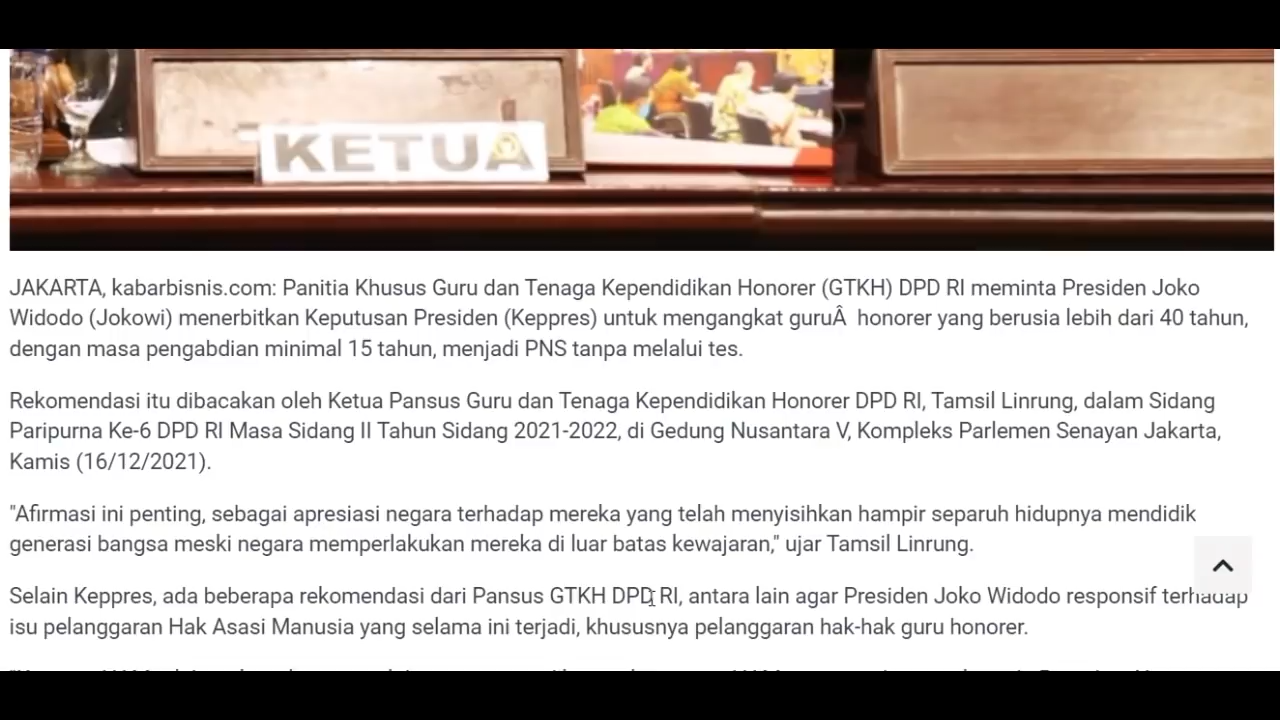 KETUA
JAKARTA, kabarbisnis.com: Panitia Khusus Guru dan Tenaga Kependidikan Honorer (GTKH) DPD RI meminta Presiden Joko
Widodo (Jokowi) menerbitkan Keputusan Presiden (Keppres) untuk mengangkat guruÂ honorer yang berusia lebih dari 40 tahun,
dengan masa pengabdian minimal 15 tahun, menjadi PNS tanpa melalui tes.
Rekomendasi itu dibacakan oleh Ketua Pansus Guru dan Tenaga Kependidikan Honorer DPD RI, Tamsil Linrung, dalam Sidang
Paripurna Ke-6 DPD RI Masa Sidang II Tahun Sidang 2021-2022, di Gedung Nusantara V, Kompleks Parlemen Senayan Jakarta,
Kamis (16/12/2021).
"Afirmasi ini penting, sebagai apresiasi negara terhadap mereka yang telah menyisihkan hampir separuh hidupnya mendidik
generasi bangsa meski negara memperlakukan mereka di luar batas kewajaran," ujar Tamsil Linrung.
Selain Keppres, ada beberapa rekomendasi dari Pansus GTKH DPD RI, antara lain agar Presiden Joko Widodo responsif terhadap
isu pelanggaran Hak Asasi Manusia yang selama ini terjadi, khususnya pelanggaran hak-hak guru honorer.